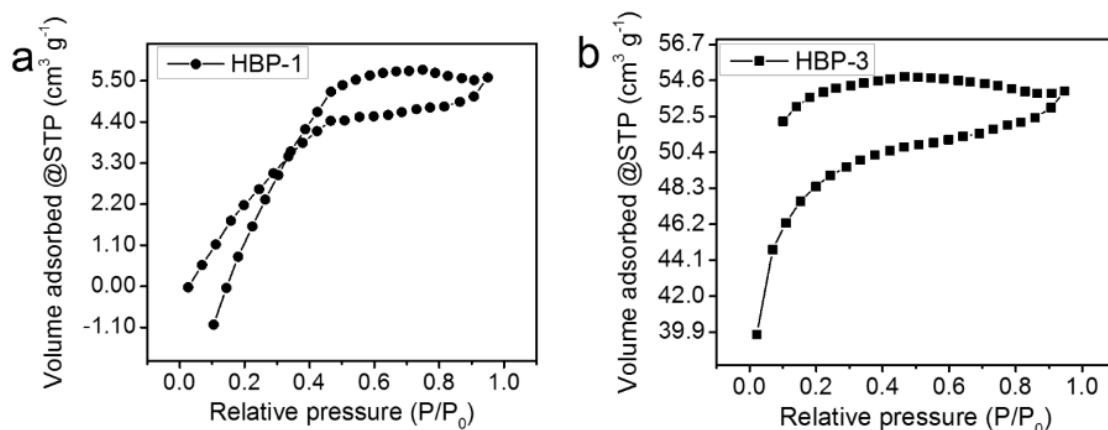 a
HBP-1
Volume adsorbed @STP (cm³ g⁻¹)
5.50
4.40
3.30
2.20
1.10
0.00
-1.10
0.0 0.2 0.4 0.6 0.8 1.0
Relative pressure (P/P₀)
b
HBP-3
Volume adsorbed @STP (cm³ g⁻¹)
56.7
54.6
52.5
50.4
48.3
46.2
44.1
42.0
39.9
0.0 0.2 0.4 0.6 0.8 1.0
Relative pressure (P/P₀)